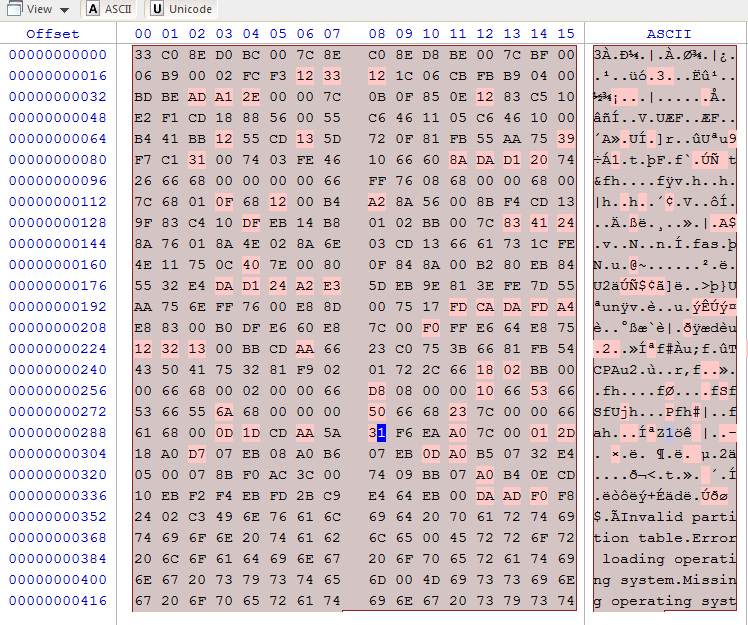 View ASCII Unicode
Offset 00 01 02 03 04 05 06 07 08 09 10 11 12 13 14 15 ASCII
00000000000 33 C0 8E D0 BC 00 7C 8E C0 8E D8 BE 00 7C BF 00 3À.Ð¼.|.À.Ø¾.|¿.
00000000016 06 B9 00 02 FC F3 12 33 12 1C 06 CB FB B9 04 00 .¹..üó.3...Ëû¹..
00000000032 BD BE AD A1 2E 00 00 7C 0B 0F 85 0E 12 83 C5 10 ½¾¡...|......Å.
00000000048 E2 F1 CD 18 88 56 00 55 C6 46 11 05 C6 46 10 00 âñÍ..V.UÆF..ÆF..
00000000064 B4 41 BB 12 55 CD 13 5D 72 0F 81 FB 55 AA 75 39 ´A».UÍ.]r..ûUªu9
00000000080 F7 C1 31 00 74 03 FE 46 10 66 60 8A DA D1 20 74 ÷Á1.t.þF.f`.ÚÑ t
00000000096 26 66 68 00 00 00 00 66 FF 76 08 68 00 00 68 00 &fh....fÿv.h..h.
00000000112 7C 68 01 0F 68 12 00 B4 A2 8A 56 00 8B F4 CD 13 |h..h..´¢.V..ôÍ.
00000000128 9F 83 C4 10 DF EB 14 B8 01 02 BB 00 7C 83 41 24 ..Ä.ßë.¸..».|.A$
00000000144 8A 76 01 8A 4E 02 8A 6E 03 CD 13 66 61 73 1C FE .v..N..n.Í.fas.þ
00000000160 4E 11 75 0C 40 7E 00 80 0F 84 8A 00 B2 80 EB 84 N.u.@~......².ë.
00000000176 55 32 E4 DA D1 24 A2 E3 5D EB 9E 81 3E FE 7D 55 U2äÚÑ$¢ã]ë..>þ}U
00000000192 AA 75 6E FF 76 00 E8 8D 00 75 17 FD CA DA FD A4 ªunÿv.è..u.ýÊÚý¤
00000000208 E8 83 00 B0 DF E6 60 E8 7C 00 F0 FF E6 64 E8 75 è..°ßæ`è|.ðÿædèu
00000000224 12 32 13 00 BB CD AA 66 23 C0 75 3B 66 81 FB 54 .2..»Íªf#Àu;f.ûT
00000000240 43 50 41 75 32 81 F9 02 01 72 2C 66 18 02 BB 00 CPAu2.ù..r,f..».
00000000256 00 66 68 00 02 00 00 66 D8 08 00 00 10 66 53 66 .fh....fØ....fSf
00000000272 53 66 55 6A 68 00 00 00 50 66 68 23 7C 00 00 66 SfUjh...Pfh#|..f
00000000288 61 68 00 0D 1D CD AA 5A 31 F6 EA A0 7C 00 01 2D ah...ÍªZ1öê |..-
00000000304 18 A0 D7 07 EB 08 A0 B6 07 EB 0D A0 B5 07 32 E4 . ×.ë. ¶.ë. µ.2ä
00000000320 05 00 07 8B F0 AC 3C 00 74 09 BB 07 A0 B4 0E CD ....ð¬<.t.». ´.Í
00000000336 10 EB F2 F4 EB FD 2B C9 E4 64 EB 00 DA AD F0 F8 .ëòôëý+Éädë.Úðø
00000000352 24 02 C3 49 6E 76 61 6C 69 64 20 70 61 72 74 69 $.ÃInvalid parti
00000000368 74 69 6F 6E 20 74 61 62 6C 65 00 45 72 72 6F 72 tion table.Error
00000000384 20 6C 6F 61 64 69 6E 67 20 6F 70 65 72 61 74 69 loading operati
00000000400 6E 67 20 73 79 73 74 65 6D 00 4D 69 73 73 69 6E ng system.Missin
00000000416 67 20 6F 70 65 72 61 74 69 6E 67 20 73 79 73 74 g operating syst